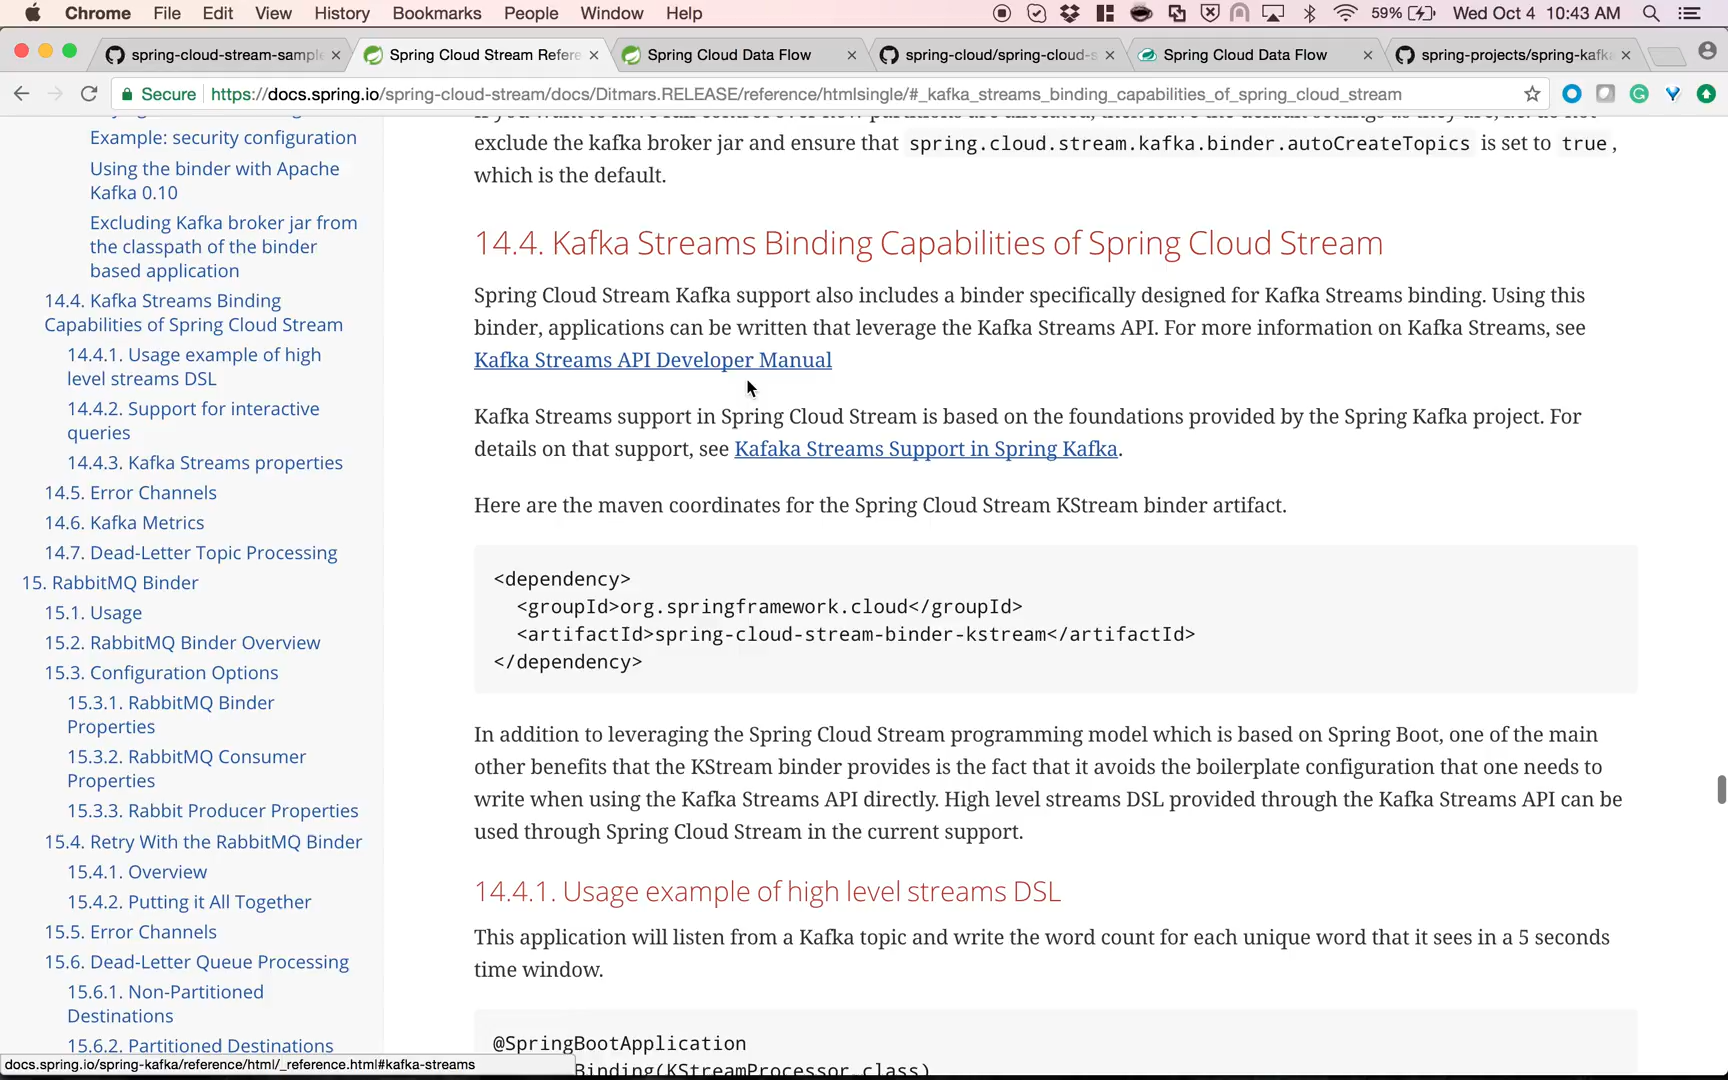 Chrome File Edit View History Bookmarks People Window Help 59% Wed Oct 4 10:43 AM
spring-cloud-stream-sampl Spring Cloud Stream Refere Spring Cloud Data Flow spring-cloud/spring-cloud-s Spring Cloud Data Flow spring-projects/spring-kafka
Secure https://docs.spring.io/spring-cloud-stream/docs/Ditmars.RELEASE/reference/htmlsingle/#_kafka_streams_binding_capabilities_of_spring_cloud_stream
Example: security configuration
Using the binder with Apache
Kafka 0.10
Excluding Kafka broker jar from
the classpath of the binder
based application
14.4. Kafka Streams Binding
Capabilities of Spring Cloud Stream
14.4.1. Usage example of high
level streams DSL
14.4.2. Support for interactive
queries
14.4.3. Kafka Streams properties
14.5. Error Channels
14.6. Kafka Metrics
14.7. Dead-Letter Topic Processing
15. RabbitMQ Binder
15.1. Usage
15.2. RabbitMQ Binder Overview
15.3. Configuration Options
15.3.1. RabbitMQ Binder
Properties
15.3.2. RabbitMQ Consumer
Properties
15.3.3. Rabbit Producer Properties
15.4. Retry With the RabbitMQ Binder
15.4.1. Overview
15.4.2. Putting it All Together
15.5. Error Channels
15.6. Dead-Letter Queue Processing
15.6.1. Non-Partitioned
Destinations
15.6.2. Partitioned Destinations
docs.spring.io/spring-kafka/reference/html/_reference.html#kafka-streams
exclude the kafka broker jar and ensure that spring.cloud.stream.kafka.binder.autoCreateTopics is set to true,
which is the default.
14.4. Kafka Streams Binding Capabilities of Spring Cloud Stream
Spring Cloud Stream Kafka support also includes a binder specifically designed for Kafka Streams binding. Using this
binder, applications can be written that leverage the Kafka Streams API. For more information on Kafka Streams, see
Kafka Streams API Developer Manual
Kafka Streams support in Spring Cloud Stream is based on the foundations provided by the Spring Kafka project. For
details on that support, see Kafaka Streams Support in Spring Kafka.
Here are the maven coordinates for the Spring Cloud Stream KStream binder artifact.
<dependency>
<groupId>org.springframework.cloud</groupId>
<artifactId>spring-cloud-stream-binder-kstream</artifactId>
</dependency>
In addition to leveraging the Spring Cloud Stream programming model which is based on Spring Boot, one of the main
other benefits that the KStream binder provides is the fact that it avoids the boilerplate configuration that one needs to
write when using the Kafka Streams API directly. High level streams DSL provided through the Kafka Streams API can be
used through Spring Cloud Stream in the current support.
14.4.1. Usage example of high level streams DSL
This application will listen from a Kafka topic and write the word count for each unique word that it sees in a 5 seconds
time window.
@SpringBootApplication
Binding(KStreamProcessor.class)